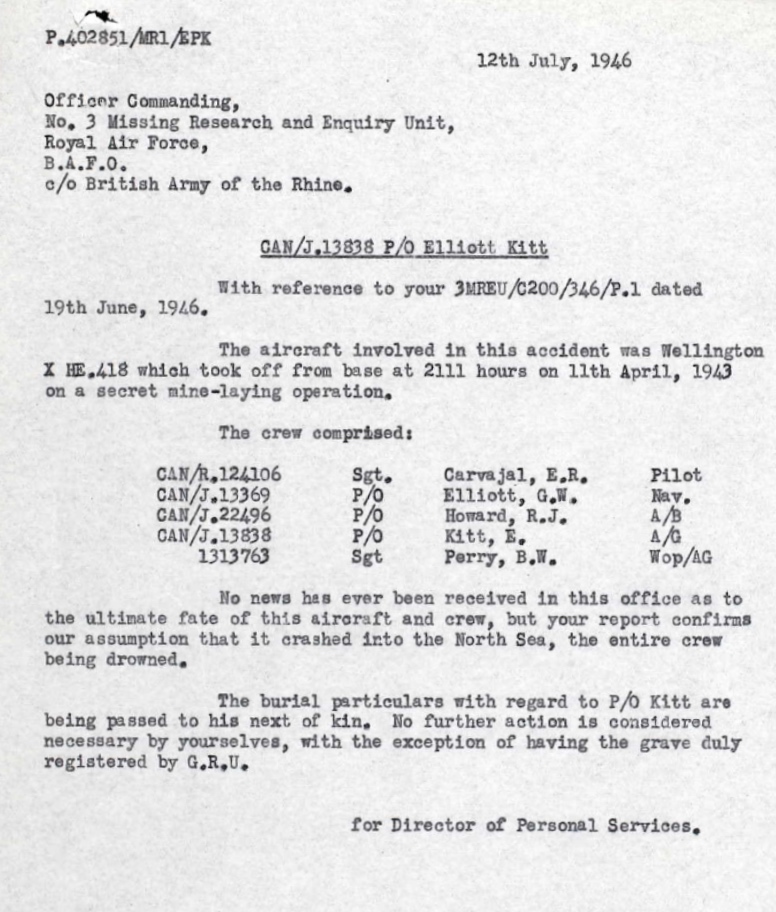 P.402851/MR1/EPK
12th July, 1946
Officer Commanding,
No. 3 Missing Research and Enquiry Unit,
Royal Air Force,
B.A.F.O.
c/o British Army of the Rhine.
CAN/J.13838 P/O Elliott Kitt
With reference to your 3MREU/C200/346/P.1 dated
19th June, 1946.
The aircraft involved in this accident was Wellington
X HE.418 which took off from base at 2111 hours on 11th April, 1943
on a secret mine-laying operation.
The crew comprised:
CAN/R.124106 Sgt. Carvajal, E.R. Pilot
CAN/J.13369 P/O Elliott, G.W. Nav.
CAN/J.22496 P/O Howard, R.J. A/B
CAN/J.13838 P/O Kitt, E. A/G
1313763 Sgt Perry, B.W. Wop/AG
No news has ever been received in this office as to
the ultimate fate of this aircraft and crew, but your report confirms
our assumption that it crashed into the North Sea, the entire crew
being drowned.
The burial particulars with regard to P/O Kitt are
being passed to his next of kin. No further action is considered
necessary by yourselves, with the exception of having the grave duly
registered by G.R.U.
for Director of Personal Services.